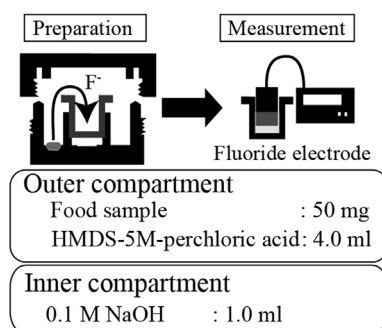 Preparation Measurement
F-
Fluoride electrode
Outer compartment
Food sample : 50 mg
HMDS-5M-perchloric acid: 4.0 ml
Inner compartment
0.1 M NaOH : 1.0 ml